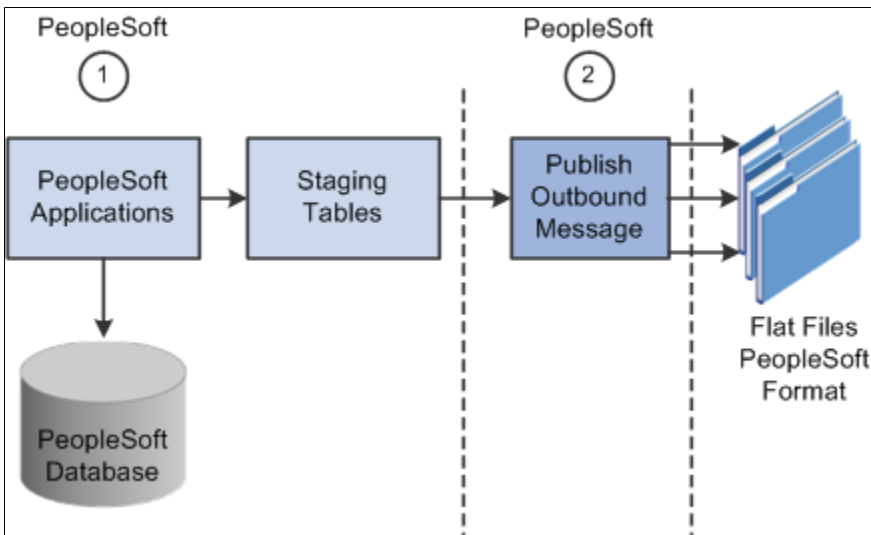 PeopleSoft
1
PeopleSoft
2
PeopleSoft
Applications
Staging
Tables
Publish
Outbound
Message
Flat Files
PeopleSoft
Format
PeopleSoft
Database